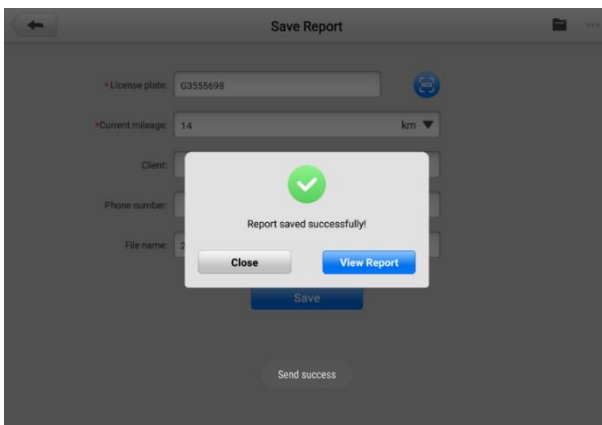 Save Report
*License plate: G3555698
*Current mileage: 14 km
Client:
Phone number:
File name: 2
Report saved successfully!
Close View Report
Save
Send success